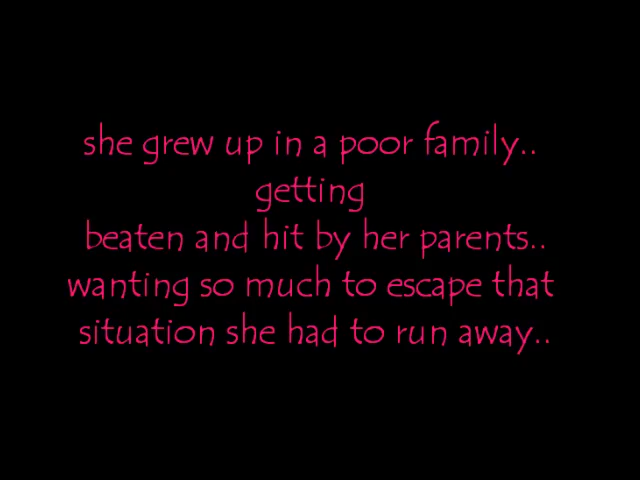 she grew up in a poor family..
getting
beaten and hit by her parents..
wanting so much to escape that
situation she had to run away..